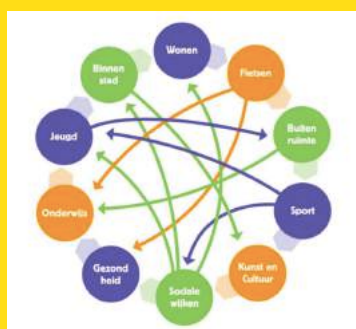 Wonen
Fietsen
Binnen
stad
Buiten
ruimte
Jeugd
Sport
Onderwijs
Kunst en
Cultuur
Gezond
heid
Sociale
wijken